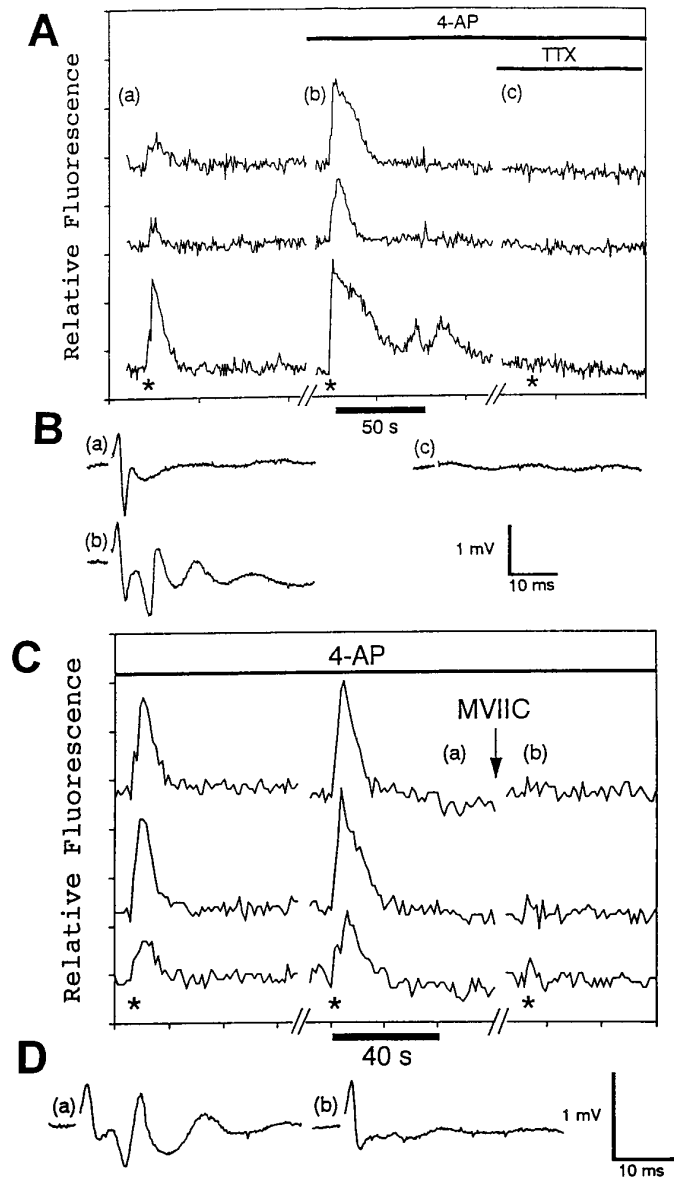 A
4-AP
TTX
(a)
(b)
(c)
Relative Fluorescence
*
*
*
50 s
B
(a)
(c)
(b)
1 mV
10 ms
C
4-AP
MVIIC
(a)
(b)
Relative Fluorescence
*
*
*
40 s
D
(a)
(b)
1 mV
10 ms